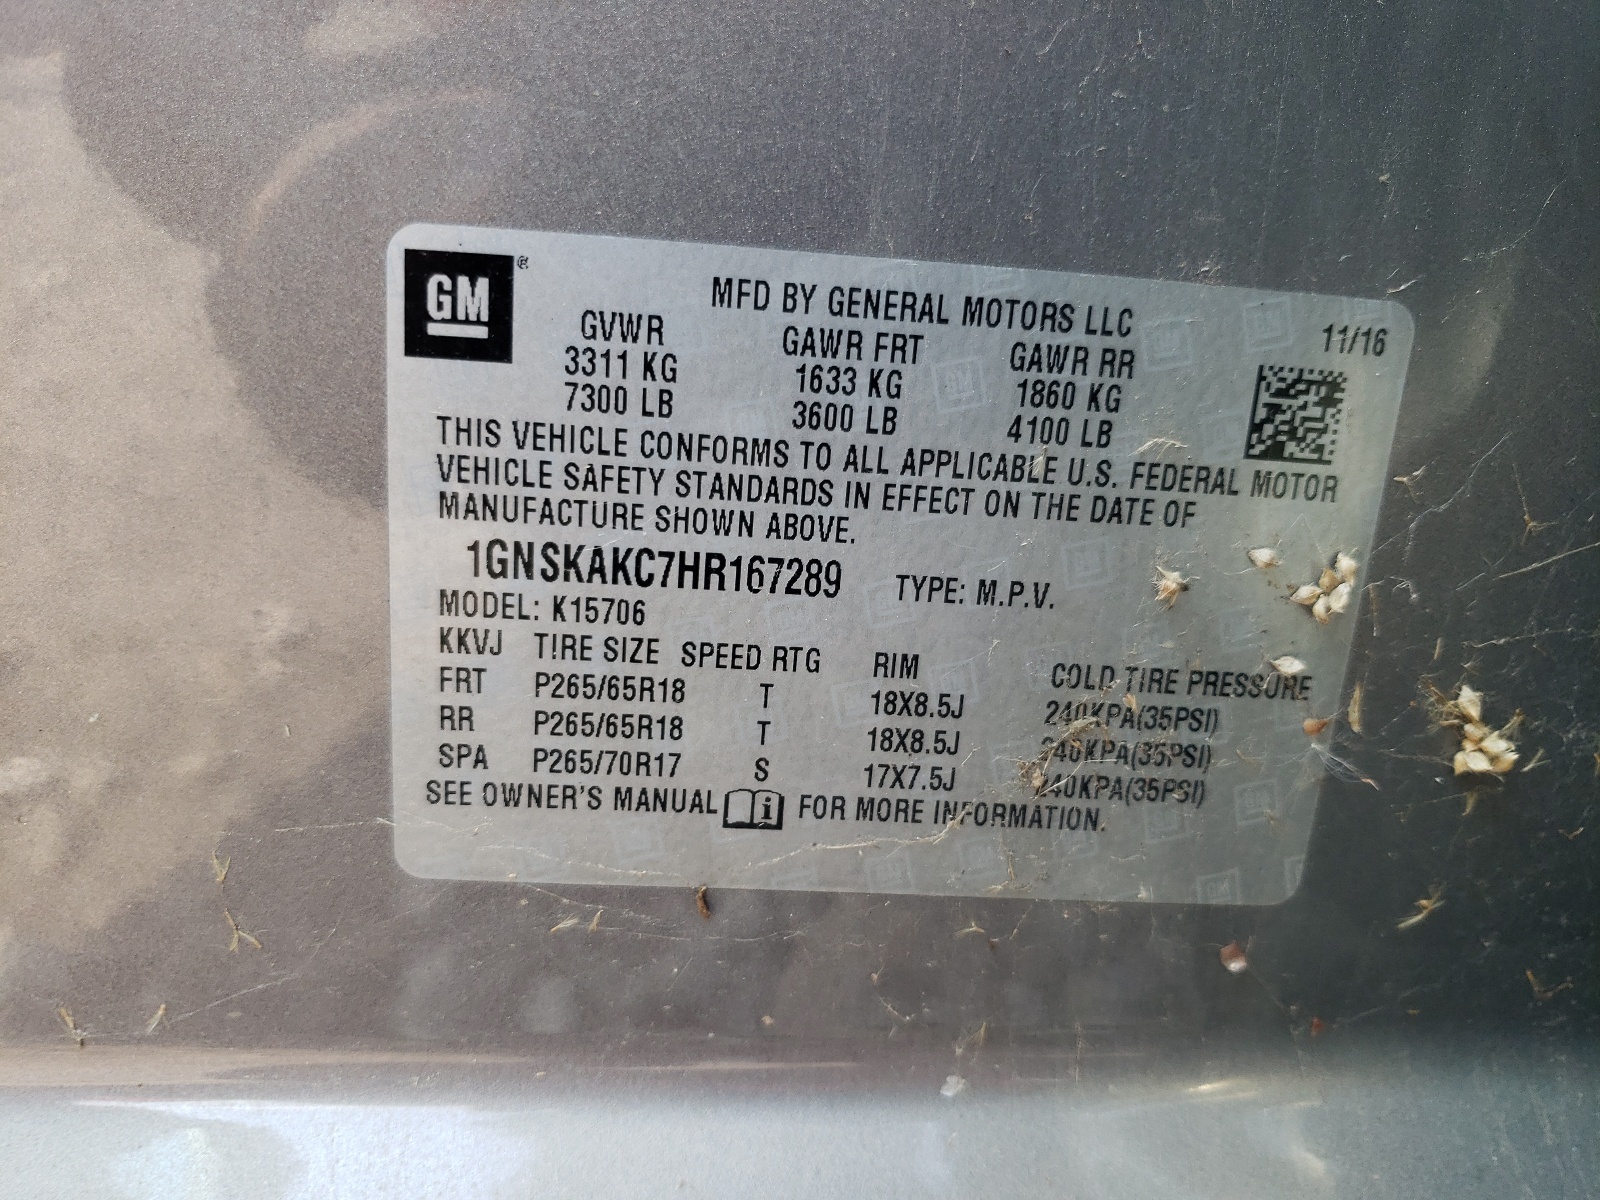 GM
MFD BY GENERAL MOTORS LLC
11/16
GVWR GAWR FRT GAWR RR
3311 KG 1633 KG 1860 KG
7300 LB 3600 LB 4100 LB
THIS VEHICLE CONFORMS TO ALL APPLICABLE U.S. FEDERAL MOTOR
VEHICLE SAFETY STANDARDS IN EFFECT ON THE DATE OF
MANUFACTURE SHOWN ABOVE.
1GNSKAKC7HR167289 TYPE: M.P.V.
MODEL: K15706
KKVJ TIRE SIZE SPEED RTG RIM COLD TIRE PRESSURE
FRT P265/65R18 T 18X8.5J 240KPA(35PSI)
RR P265/65R18 T 18X8.5J 240KPA(35PSI)
SPA P265/70R17 S 17X7.5J 240KPA(35PSI)
SEE OWNER'S MANUAL FOR MORE INFORMATION.